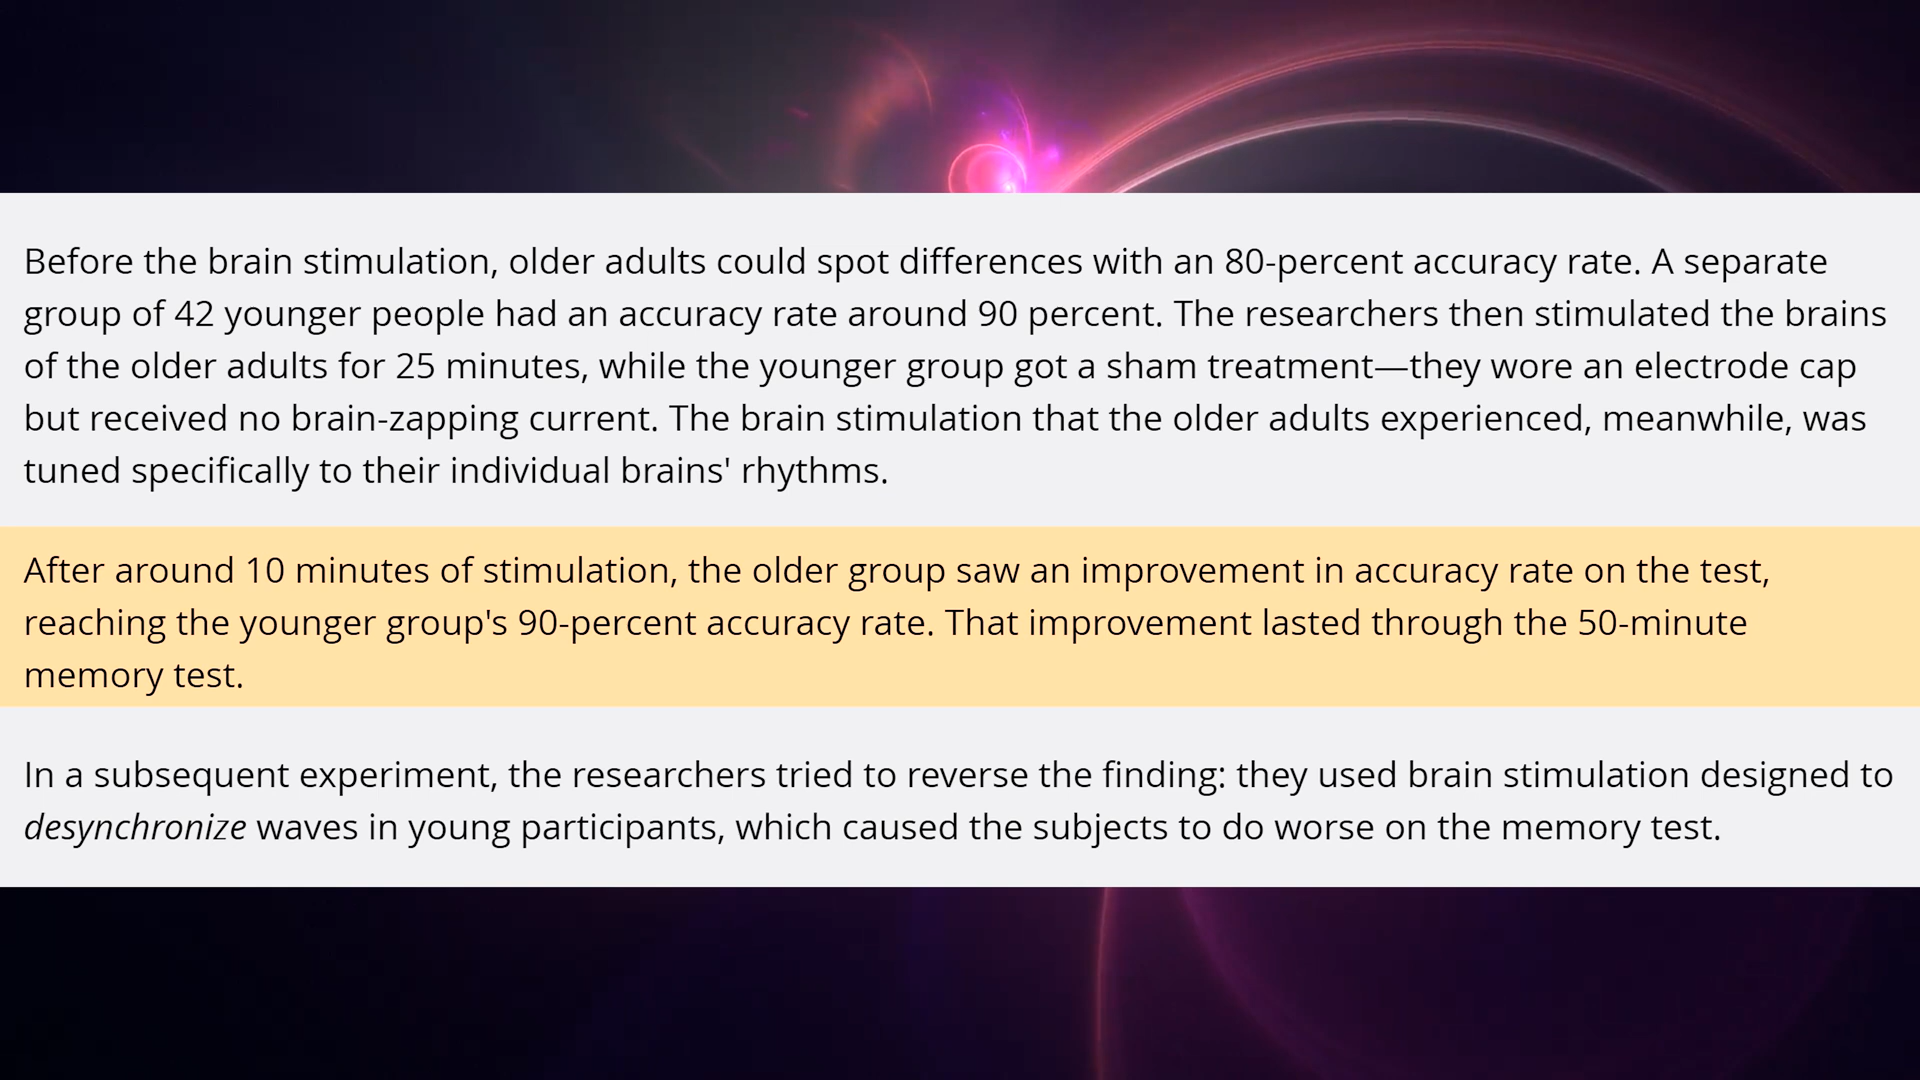 Before the brain stimulation, older adults could spot differences with an 80-percent accuracy rate. A separate
group of 42 younger people had an accuracy rate around 90 percent. The researchers then stimulated the brains
of the older adults for 25 minutes, while the younger group got a sham treatment—they wore an electrode cap
but received no brain-zapping current. The brain stimulation that the older adults experienced, meanwhile, was
tuned specifically to their individual brains' rhythms.
After around 10 minutes of stimulation, the older group saw an improvement in accuracy rate on the test,
reaching the younger group's 90-percent accuracy rate. That improvement lasted through the 50-minute
memory test.
In a subsequent experiment, the researchers tried to reverse the finding: they used brain stimulation designed to
desynchronize waves in young participants, which caused the subjects to do worse on the memory test.